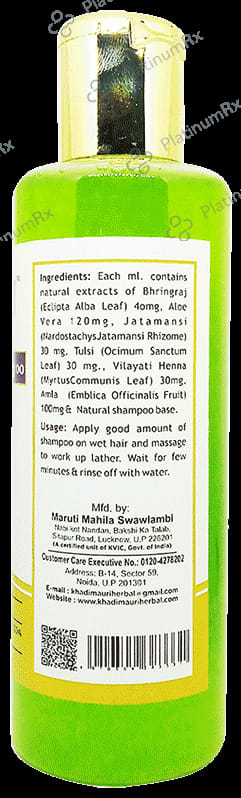 PlatinumRx
PlatinumRx
PlatinumRx
Ingredients: Each ml. contains
natural extracts of Bhringraj
(Eclipta Alba Leaf) 4omg, Aloe
Vera 120mg, Jatamansi
(NardostachysJatamansi Rhizome)
30 mg, Tulsi (Ocimum Sanctum
Leaf) 30 mg., Vilayati Henna
(MyrtusCommunis Leaf) 30mg.
Amla (Emblica Officinalis Fruit)
100mg & Natural shampoo base.
Usage: Apply good amount of
shampoo on wet hair and massage
to work up lather. Wait for few
minutes & rinse off with water.
Mfd. by:
Maruti Mahila Swawlambi
Nabi kot Nandan, Bakshi Ka Talab,
Sitapur Road, Lucknow, U.P 226201
(A certified unit of KVIC, Govt. of India)
Customer Care Executive No.: 0120-4278202
Address: B-14, Sector 59,
Noida, U.P 201301
E-mail : khadimauriherbal@gmail.com
Website : www.khadimauriherbal.com